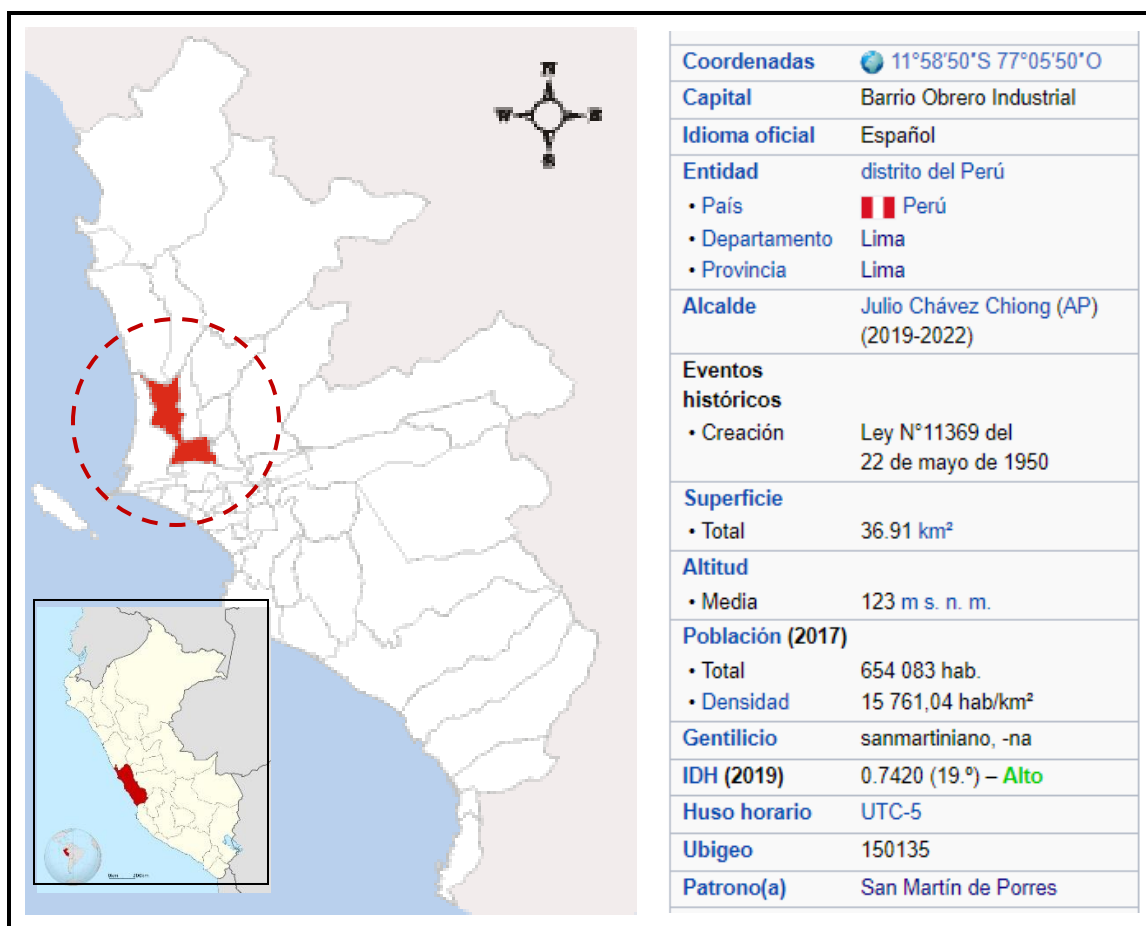 N
W
E
S
Coordenadas 11°58′50″S 77°05′50″O
Capital Barrio Obrero Industrial
Idioma oficial Español
Entidad distrito del Perú
• País Perú
• Departamento Lima
• Provincia Lima
Alcalde Julio Chávez Chiong (AP)
(2019-2022)
Eventos
históricos
• Creación Ley N°11369 del
22 de mayo de 1950
Superficie
• Total 36.91 km²
Altitud
• Media 123 m s. n. m.
Población (2017)
• Total 654 083 hab.
• Densidad 15 761,04 hab/km²
Gentilicio sanmartiniano, -na
IDH (2019) 0.7420 (19.º) – Alto
Huso horario UTC-5
Ubigeo 150135
Patrono(a) San Martín de Porres